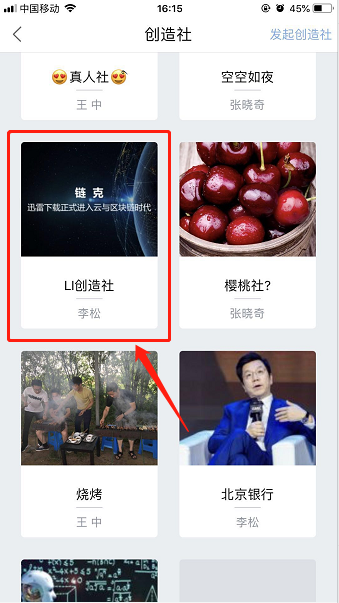 中国移动
16:15
45%
创造社
发起创造社
真人社
王 中
空空如夜
张晓奇
链 克
迅雷下载正式进入云与区块链时代
LI创造社
李松
樱桃社?
张晓奇
烧烤
王 中
北京银行
李松